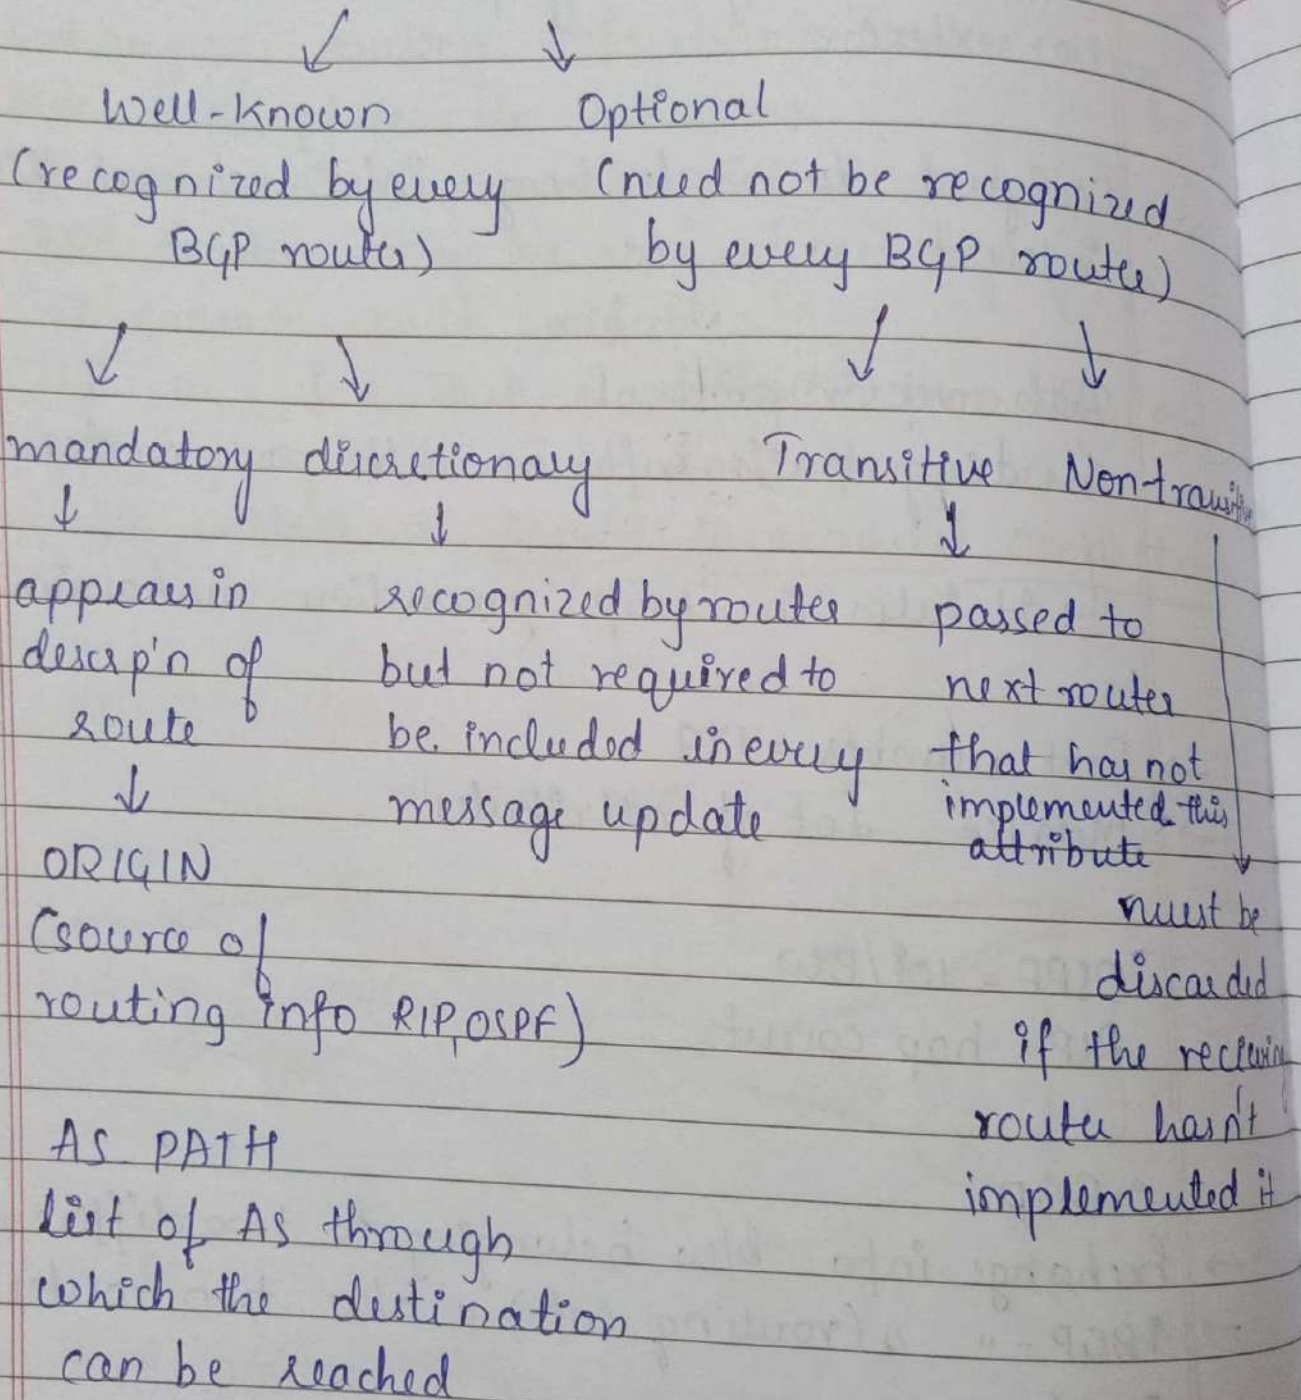 Well-Known Optional
(recognized by every (need not be recognized
BGP router) by every BGP router)
mandatory discretionary Transitive Non-transitive
appears in recognized by router passed to
descrp'n of but not required to next router
route be included in every that has not
message update implemented this
attribute
ORIGIN
must be
(source of
discarded
routing info RIP, OSPF)
if the receiving
AS PATH
router hasn't
implemented it
list of AS through
which the destination
can be reached